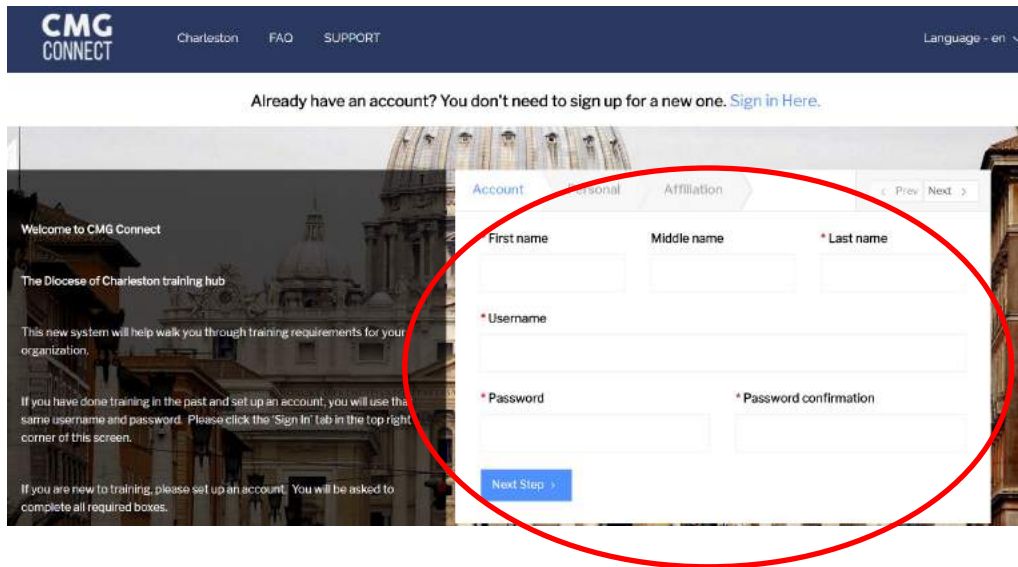 CMG
CONNECT
Charleston FAQ SUPPORT
Language - en
Already have an account? You don't need to sign up for a new one. Sign in Here.
Welcome to CMG Connect
The Diocese of Charleston training hub
This new system will help walk you through training requirements for your
organization.
If you have done training in the past and set up an account, you will use that
same username and password. Please click the 'Sign In' tab in the top right
corner of this screen.
If you are new to training, please set up an account. You will be asked to
complete all required boxes.
Account Personal Affiliation
< Prev Next >
* First name Middle name * Last name
* Username
* Password * Password confirmation
Next Step >